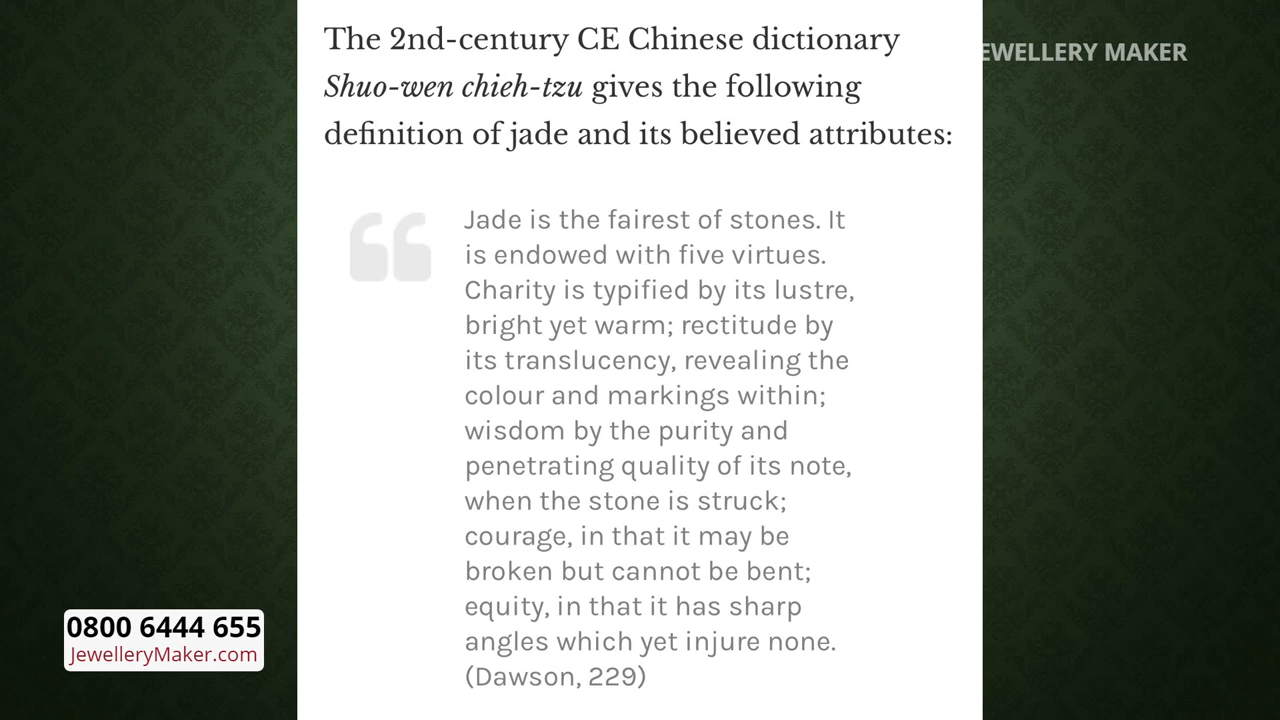 The 2nd-century CE Chinese dictionary
Shuo-wen chieh-tzu gives the following
definition of jade and its believed attributes:
EWELLERY MAKER
Jade is the fairest of stones. It
is endowed with five virtues.
Charity is typified by its lustre,
bright yet warm; rectitude by
its translucency, revealing the
colour and markings within;
wisdom by the purity and
penetrating quality of its note,
when the stone is struck;
courage, in that it may be
broken but cannot be bent;
equity, in that it has sharp
angles which yet injure none.
(Dawson, 229)
0800 6444 655
JewelleryMaker.com